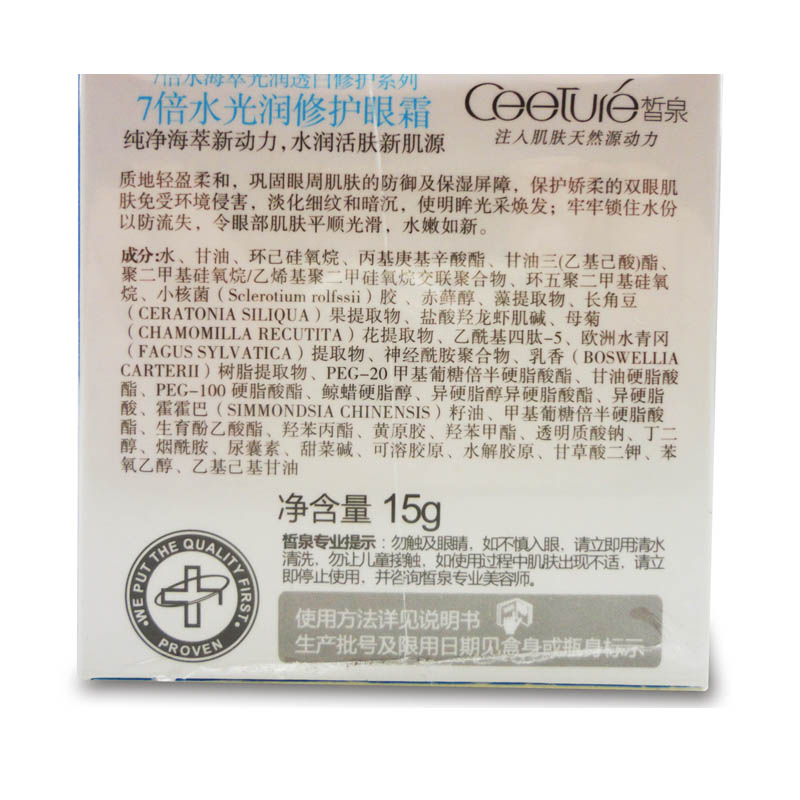 7倍水海萃光润透白修护系列
7倍水光润修护眼霜
纯净海萃新动力，水润活肤新肌源
Ceeturé皙泉
注入肌肤天然源动力
质地轻盈柔和，巩固眼周肌肤的防御及保湿屏障，保护娇柔的双眼肌
肤免受环境侵害，淡化细纹和暗沉，使明眸光采焕发；牢牢锁住水份
以防流失，令眼部肌肤平顺光滑，水嫩如新。
成分:水、甘油、环己硅氧烷、丙基庚基辛酸酯、甘油三(乙基己酸)酯、
聚二甲基硅氧烷/乙烯基聚二甲硅氧烷交联聚合物、环五聚二甲基硅氧
烷、小核菌（Sclerotium rolfssii）胶 、赤藓醇、藻提取物、长角豆
（CERATONIA SILIQUA）果提取物、盐酸羟龙虾肌碱、母菊
（CHAMOMILLA RECUTITA）花提取物、乙酰基四肽-5、欧洲水青冈
（FAGUS SYLVATICA）提取物、神经酰胺聚合物、乳香（BOSWELLIA
CARTERII）树脂提取物、PEG-20 甲基葡糖倍半硬脂酸酯、甘油硬脂酸
酯、PEG-100 硬脂酸酯、鲸蜡硬脂醇、异硬脂醇异硬脂酸酯、异硬脂
酸、霍霍巴（SIMMONDSIA CHINENSIS）籽油、甲基葡糖倍半硬脂酸
酯、生育酚乙酸酯、羟苯丙酯、黄原胶、羟苯甲酯、透明质酸钠、丁二
醇、烟酰胺、尿囊素、甜菜碱、可溶胶原、水解胶原、甘草酸二钾、苯
氧乙醇、乙基己基甘油
净含量 15g
皙泉专业提示：勿触及眼睛，如不慎入眼，请立即用清水
清洗，勿让儿童接触，如使用过程中肌肤出现不适，请立
即停止使用，并咨询皙泉专业美容师。
WE PUT THE QUALITY FIRST
PROVEN
使用方法详见说明书
生产批号及限用日期见盒身或瓶身标示